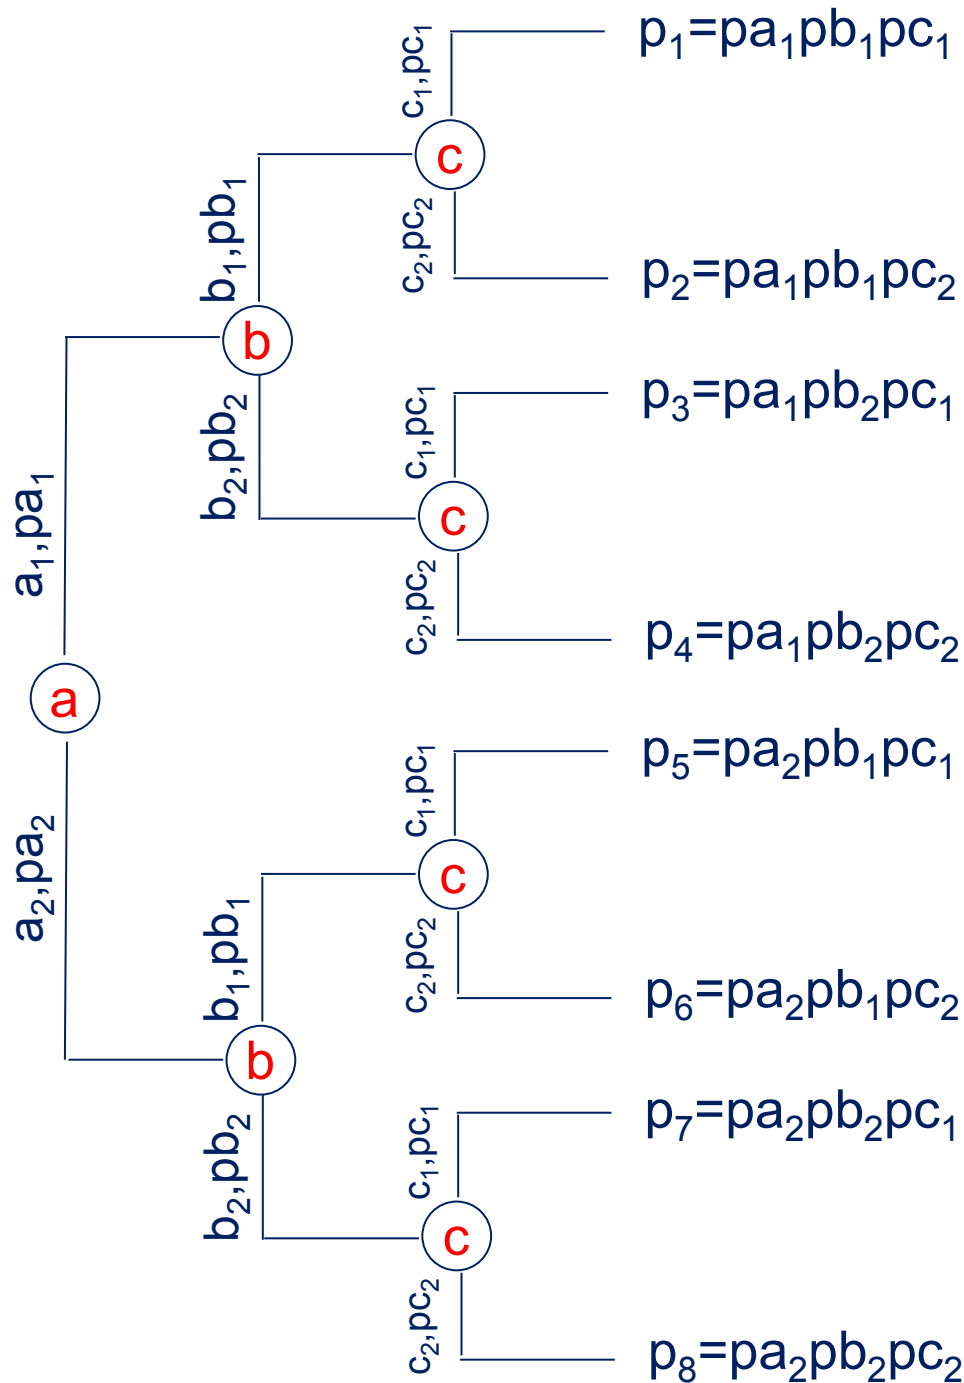 c₁,pc₁
p₁=pa₁pb₁pc₁
c
b₁,pb₁
c₂,pc₂
p₂=pa₁pb₁pc₂
b
c₁,pc₁
p₃=pa₁pb₂pc₁
b₂,pb₂
a₁,pa₁
c
c₂,pc₂
p₄=pa₁pb₂pc₂
a
c₁,pc₁
p₅=pa₂pb₁pc₁
a₂,pa₂
c
b₁,pb₁
c₂,pc₂
p₆=pa₂pb₁pc₂
b
c₁,pc₁
p₇=pa₂pb₂pc₁
b₂,pb₂
c
c₂,pc₂
p₈=pa₂pb₂pc₂